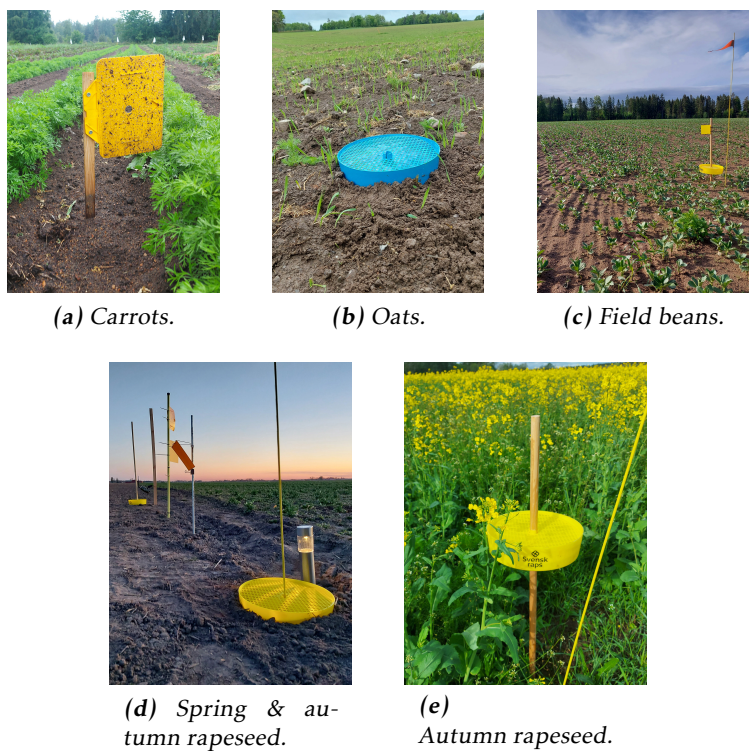 (a) Carrots.
(b) Oats.
(c) Field beans.
Svensk
raps
(d) Spring & au-
tumn rapeseed.
(e)
Autumn rapeseed.